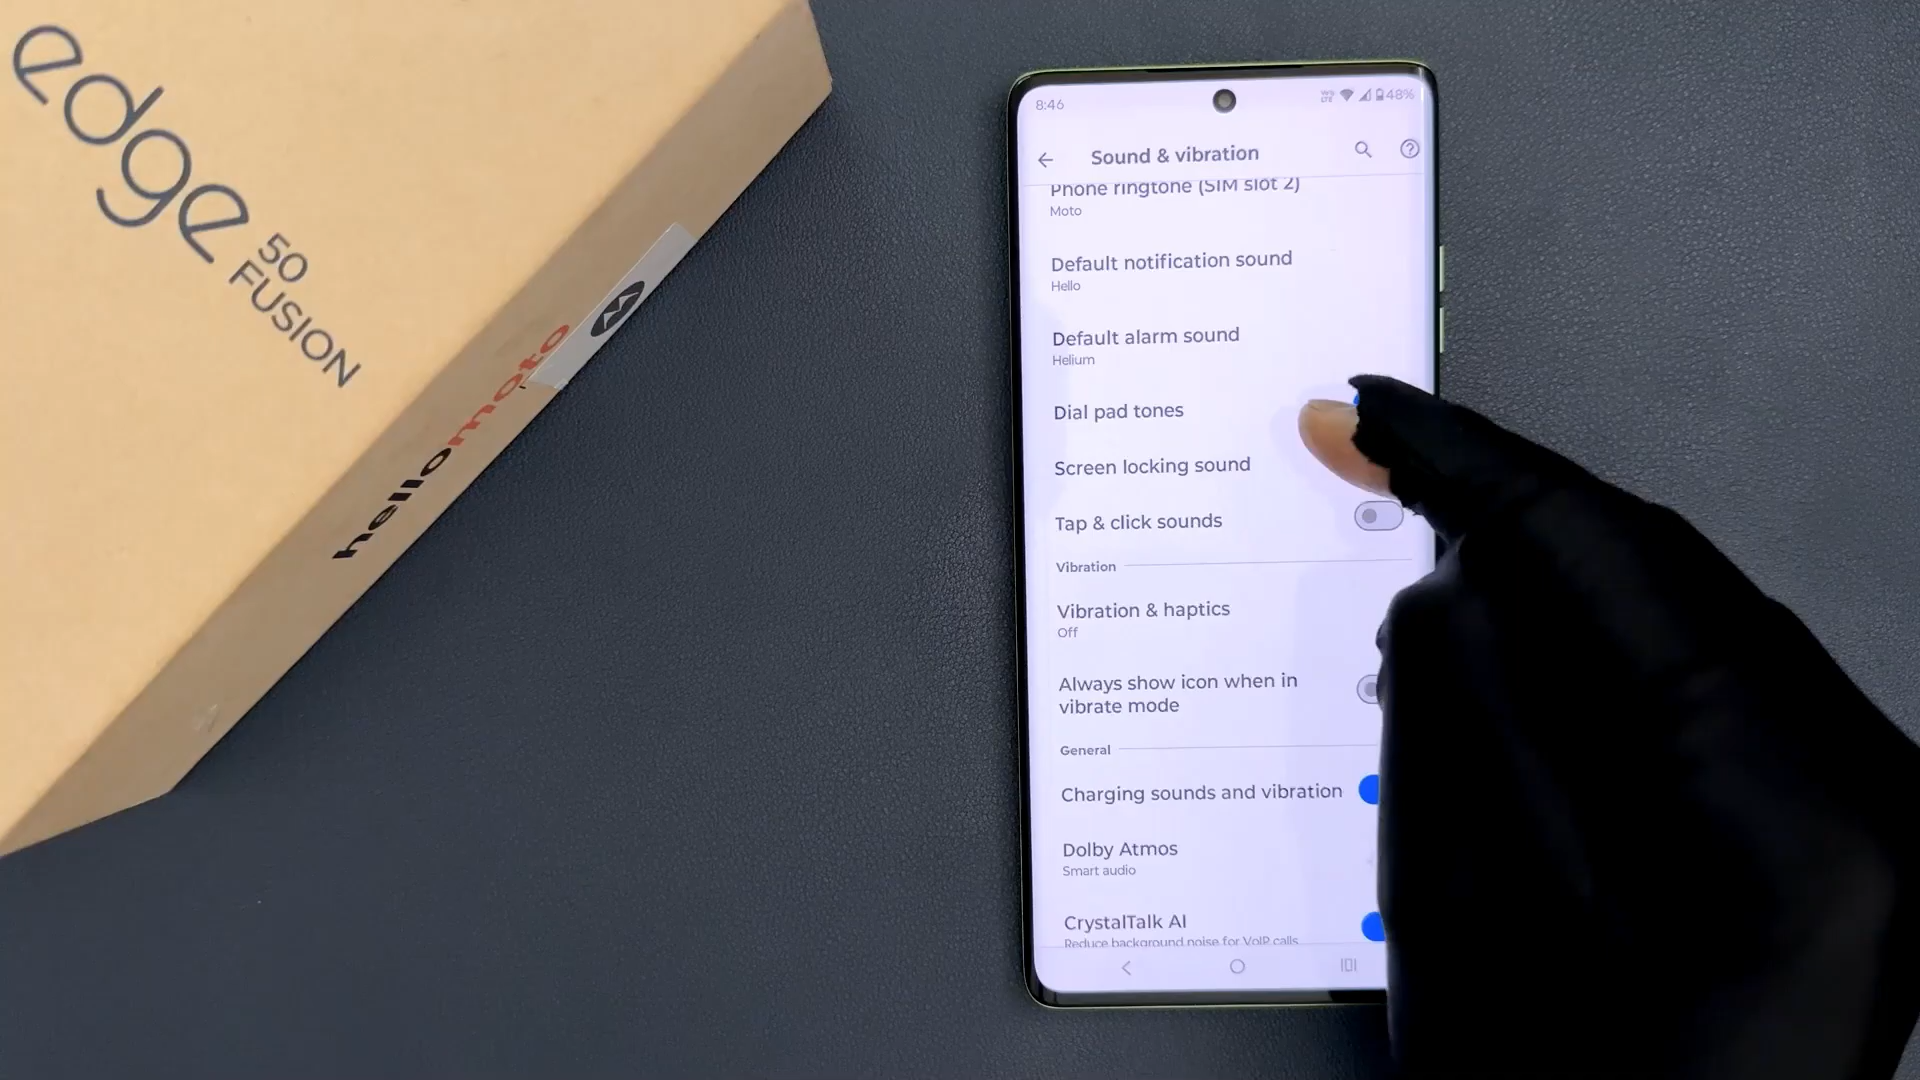 edge
50
FUSION
hellomoto
8:46
48%
Sound & vibration
Phone ringtone (SIM slot 2)
Moto
Default notification sound
Hello
Default alarm sound
Helium
Dial pad tones
Screen locking sound
Tap & click sounds
Vibration
Vibration & haptics
Off
Always show icon when in
vibrate mode
General
Charging sounds and vibration
Dolby Atmos
Smart audio
CrystalTalk AI
Reduce background noise for VoIP calls